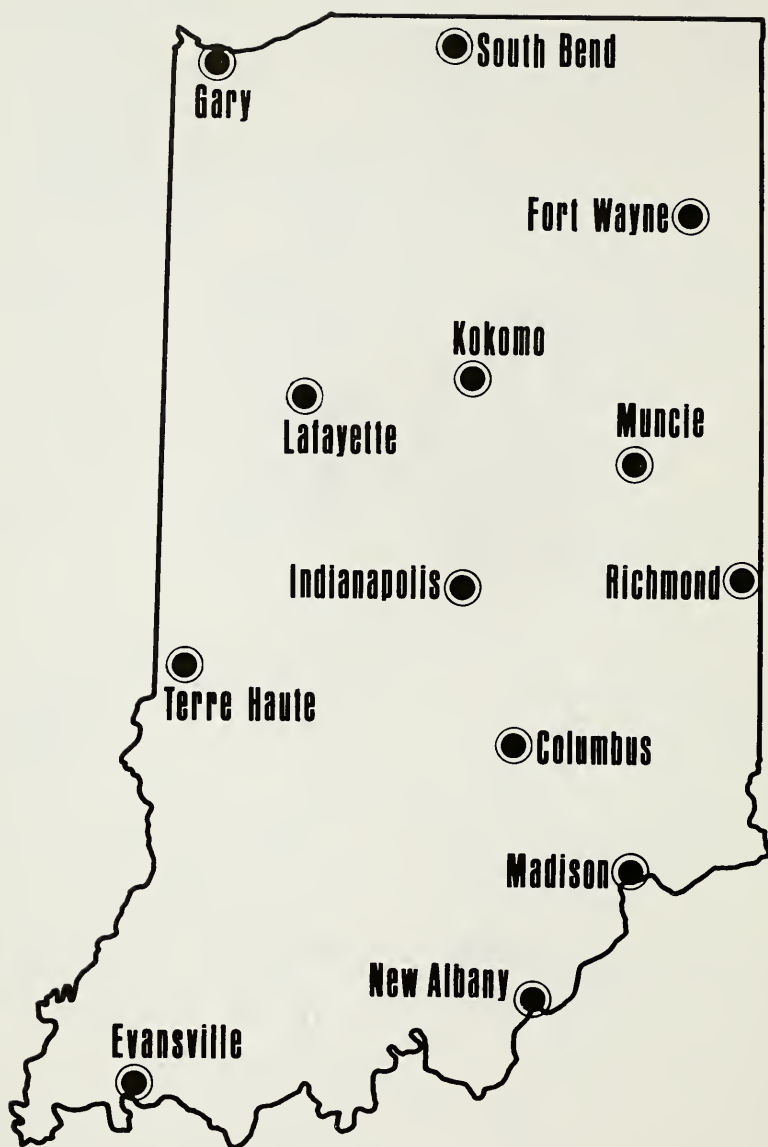 South Bend
Gary
Fort Wayne
Kokomo
Lafayette
Muncie
Indianapolis
Richmond
Terre Haute
Columbus
Madison
New Albany
Evansville